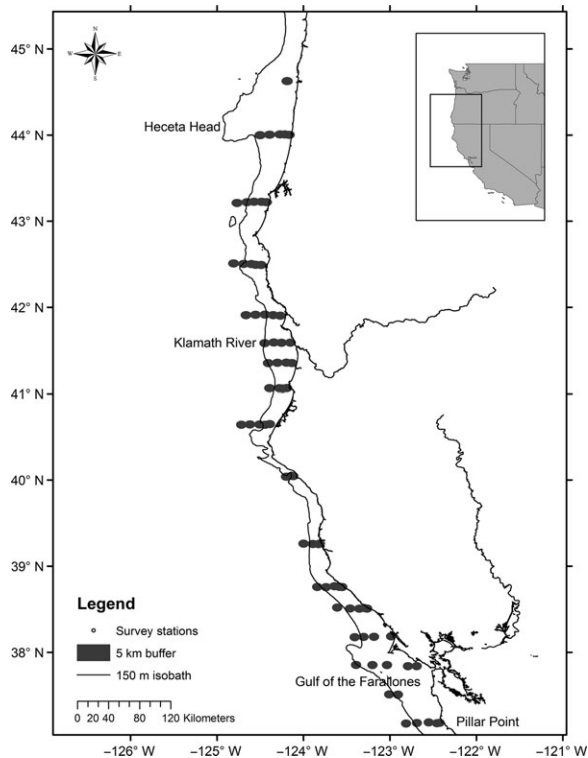 45° N
N
W
E
S
Heceta Head
44° N
43° N
42° N
Klamath River
41° N
40° N
39° N
Legend
Survey stations
38° N
5 km buffer
150 m isobath
Gulf of the Farallones
0 20 40 60 80 120 Kilometers
Pillar Point
−126° W
−125° W
−124° W
−123° W
−122° W
−121° W